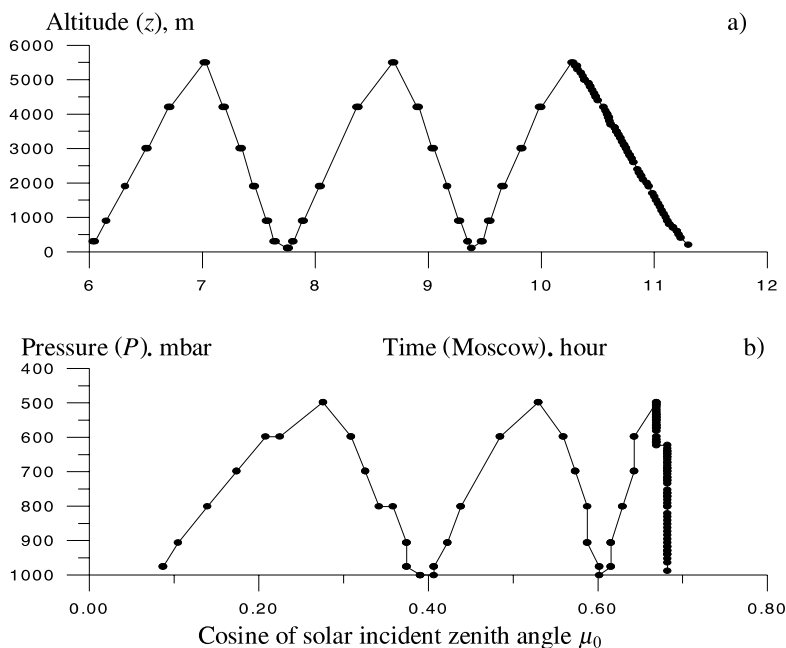 Altitude (z), m
a)
6000
5000
4000
3000
2000
1000
0
6 7 8 9 10 11 12
Pressure (P). mbar
Time (Moscow). hour
b)
400
500
600
700
800
900
1000
0.00 0.20 0.40 0.60 0.80
Cosine of solar incident zenith angle μ0